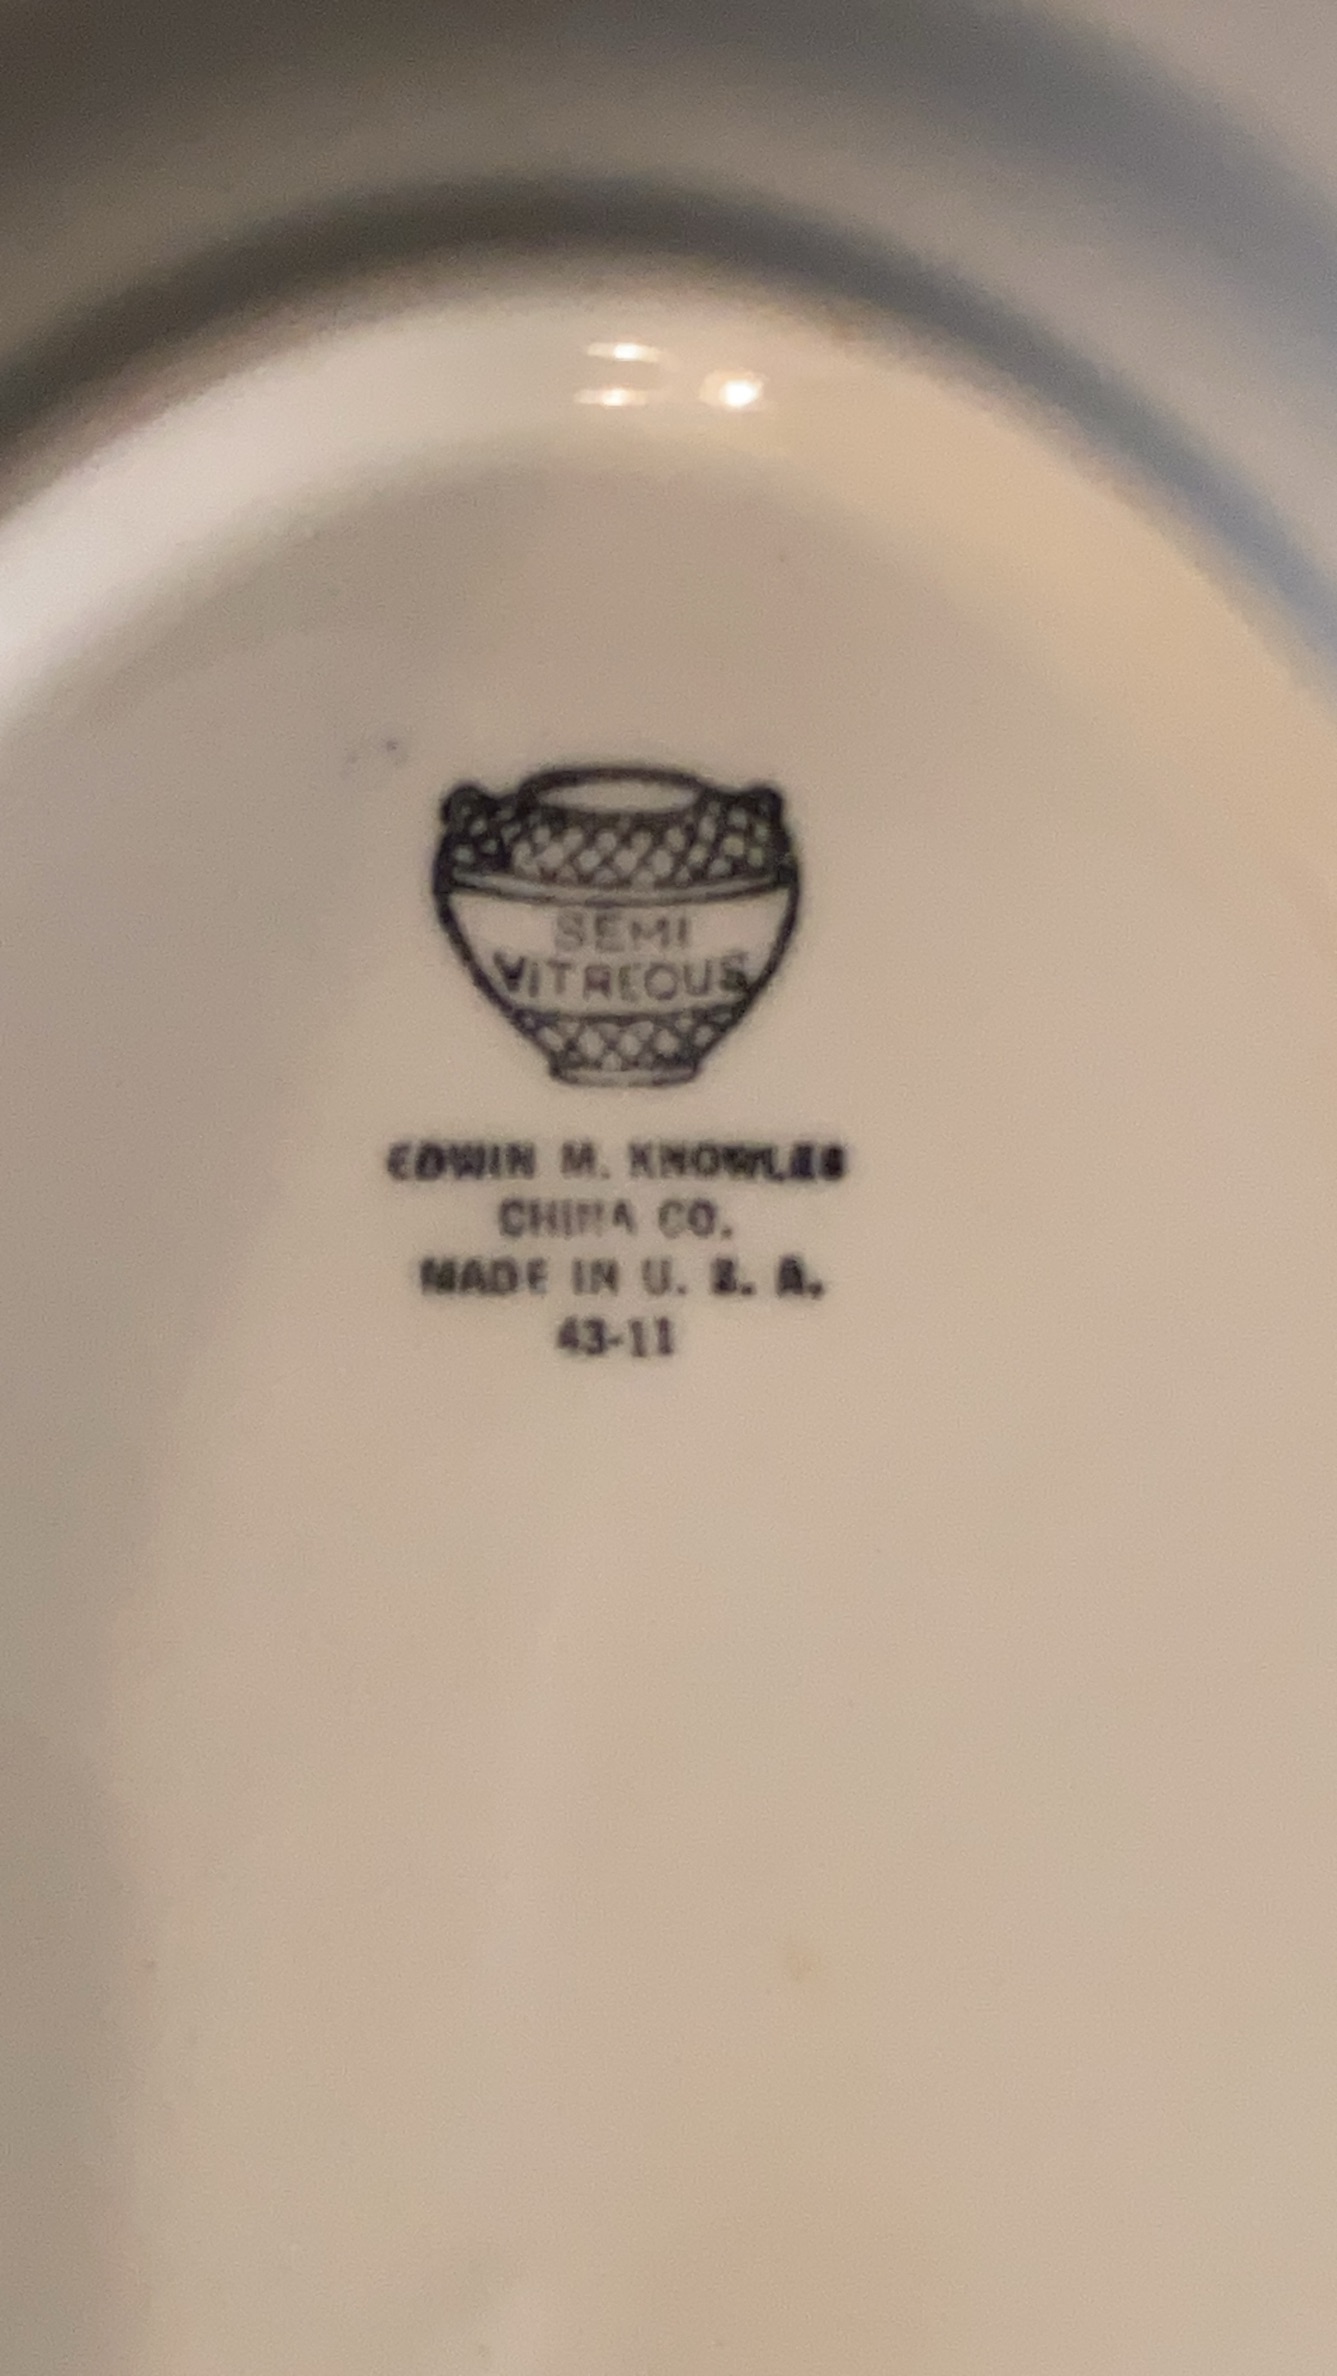 SEMI
VITREOUS
EDWIN M. KNOWLES
CHINA CO.
MADE IN U. S. A.
43-11